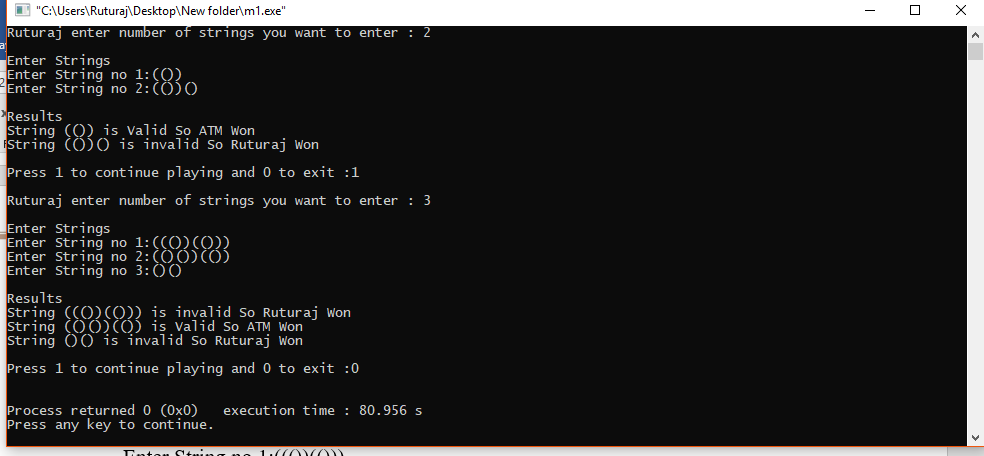 "C:\Users\Ruturaj\Desktop\New folder\m1.exe"
Ruturaj enter number of strings you want to enter : 2
Enter Strings
Enter String no 1:(())
Enter String no 2:(())()
Results
String (()) is Valid So ATM Won
String (())() is invalid So Ruturaj Won
Press 1 to continue playing and 0 to exit :1
Ruturaj enter number of strings you want to enter : 3
Enter Strings
Enter String no 1:((())(()))
Enter String no 2:(()())(())
Enter String no 3:()()
Results
String ((())(())) is invalid So Ruturaj Won
String (()())(()) is Valid So ATM Won
String ()() is invalid So Ruturaj Won
Press 1 to continue playing and 0 to exit :0
Process returned 0 (0x0)   execution time : 80.956 s
Press any key to continue.
Enter String no 1:((())(()))